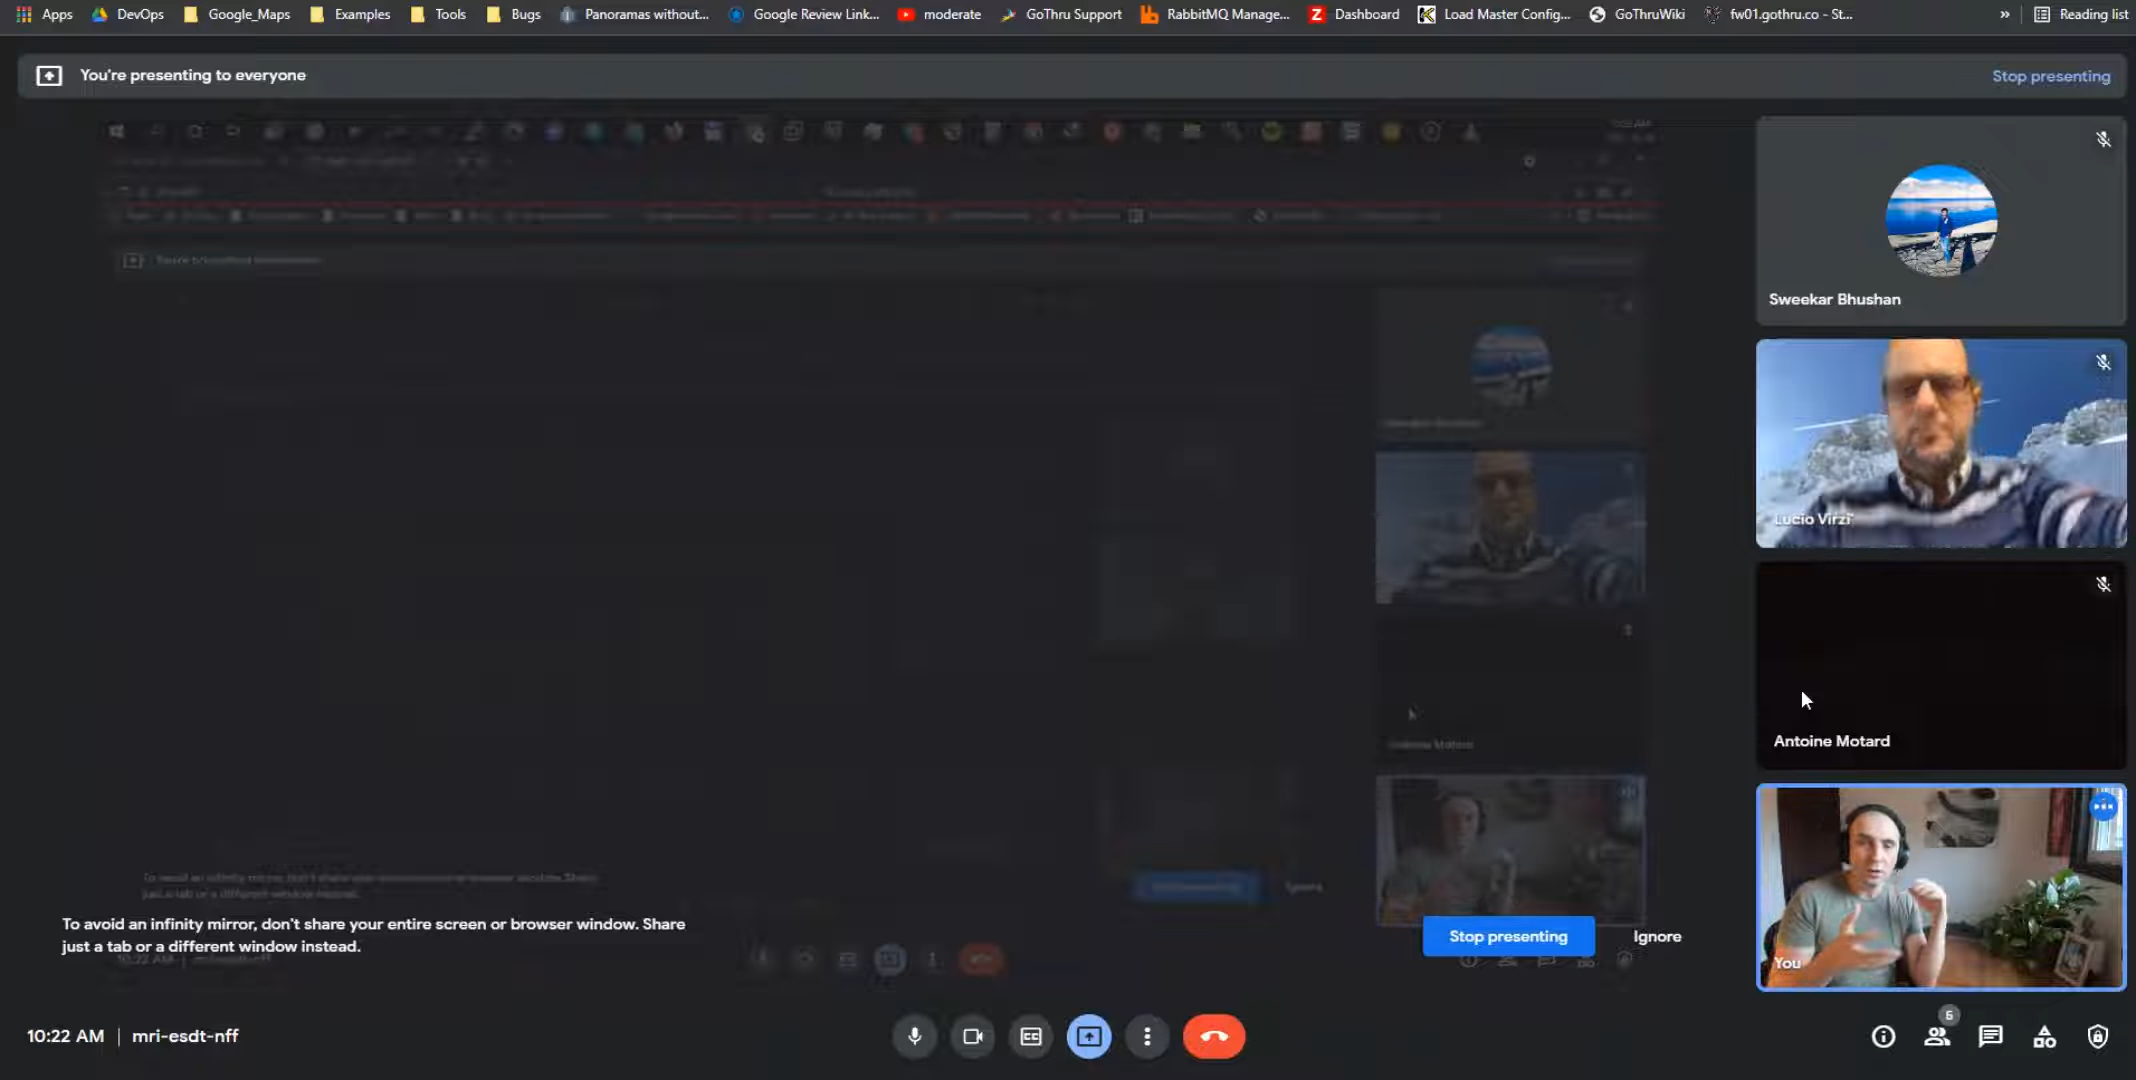 Apps DevOps Google_Maps Examples Tools Bugs Panoramas without... Google Review Link... moderate GoThru Support RabbitMQ Manage... Dashboard Load Master Config... GoThruWiki fw01.gothru.co - St... » Reading list
You're presenting to everyone Stop presenting
Sweekar Bhushan
Lucio Virzi'
Antoine Motard
To avoid an infinity mirror, don't share your entire screen or browser window. Share
just a tab or a different window instead.
Stop presenting Ignore
You
10:22 AM | mri-esdt-nff
5